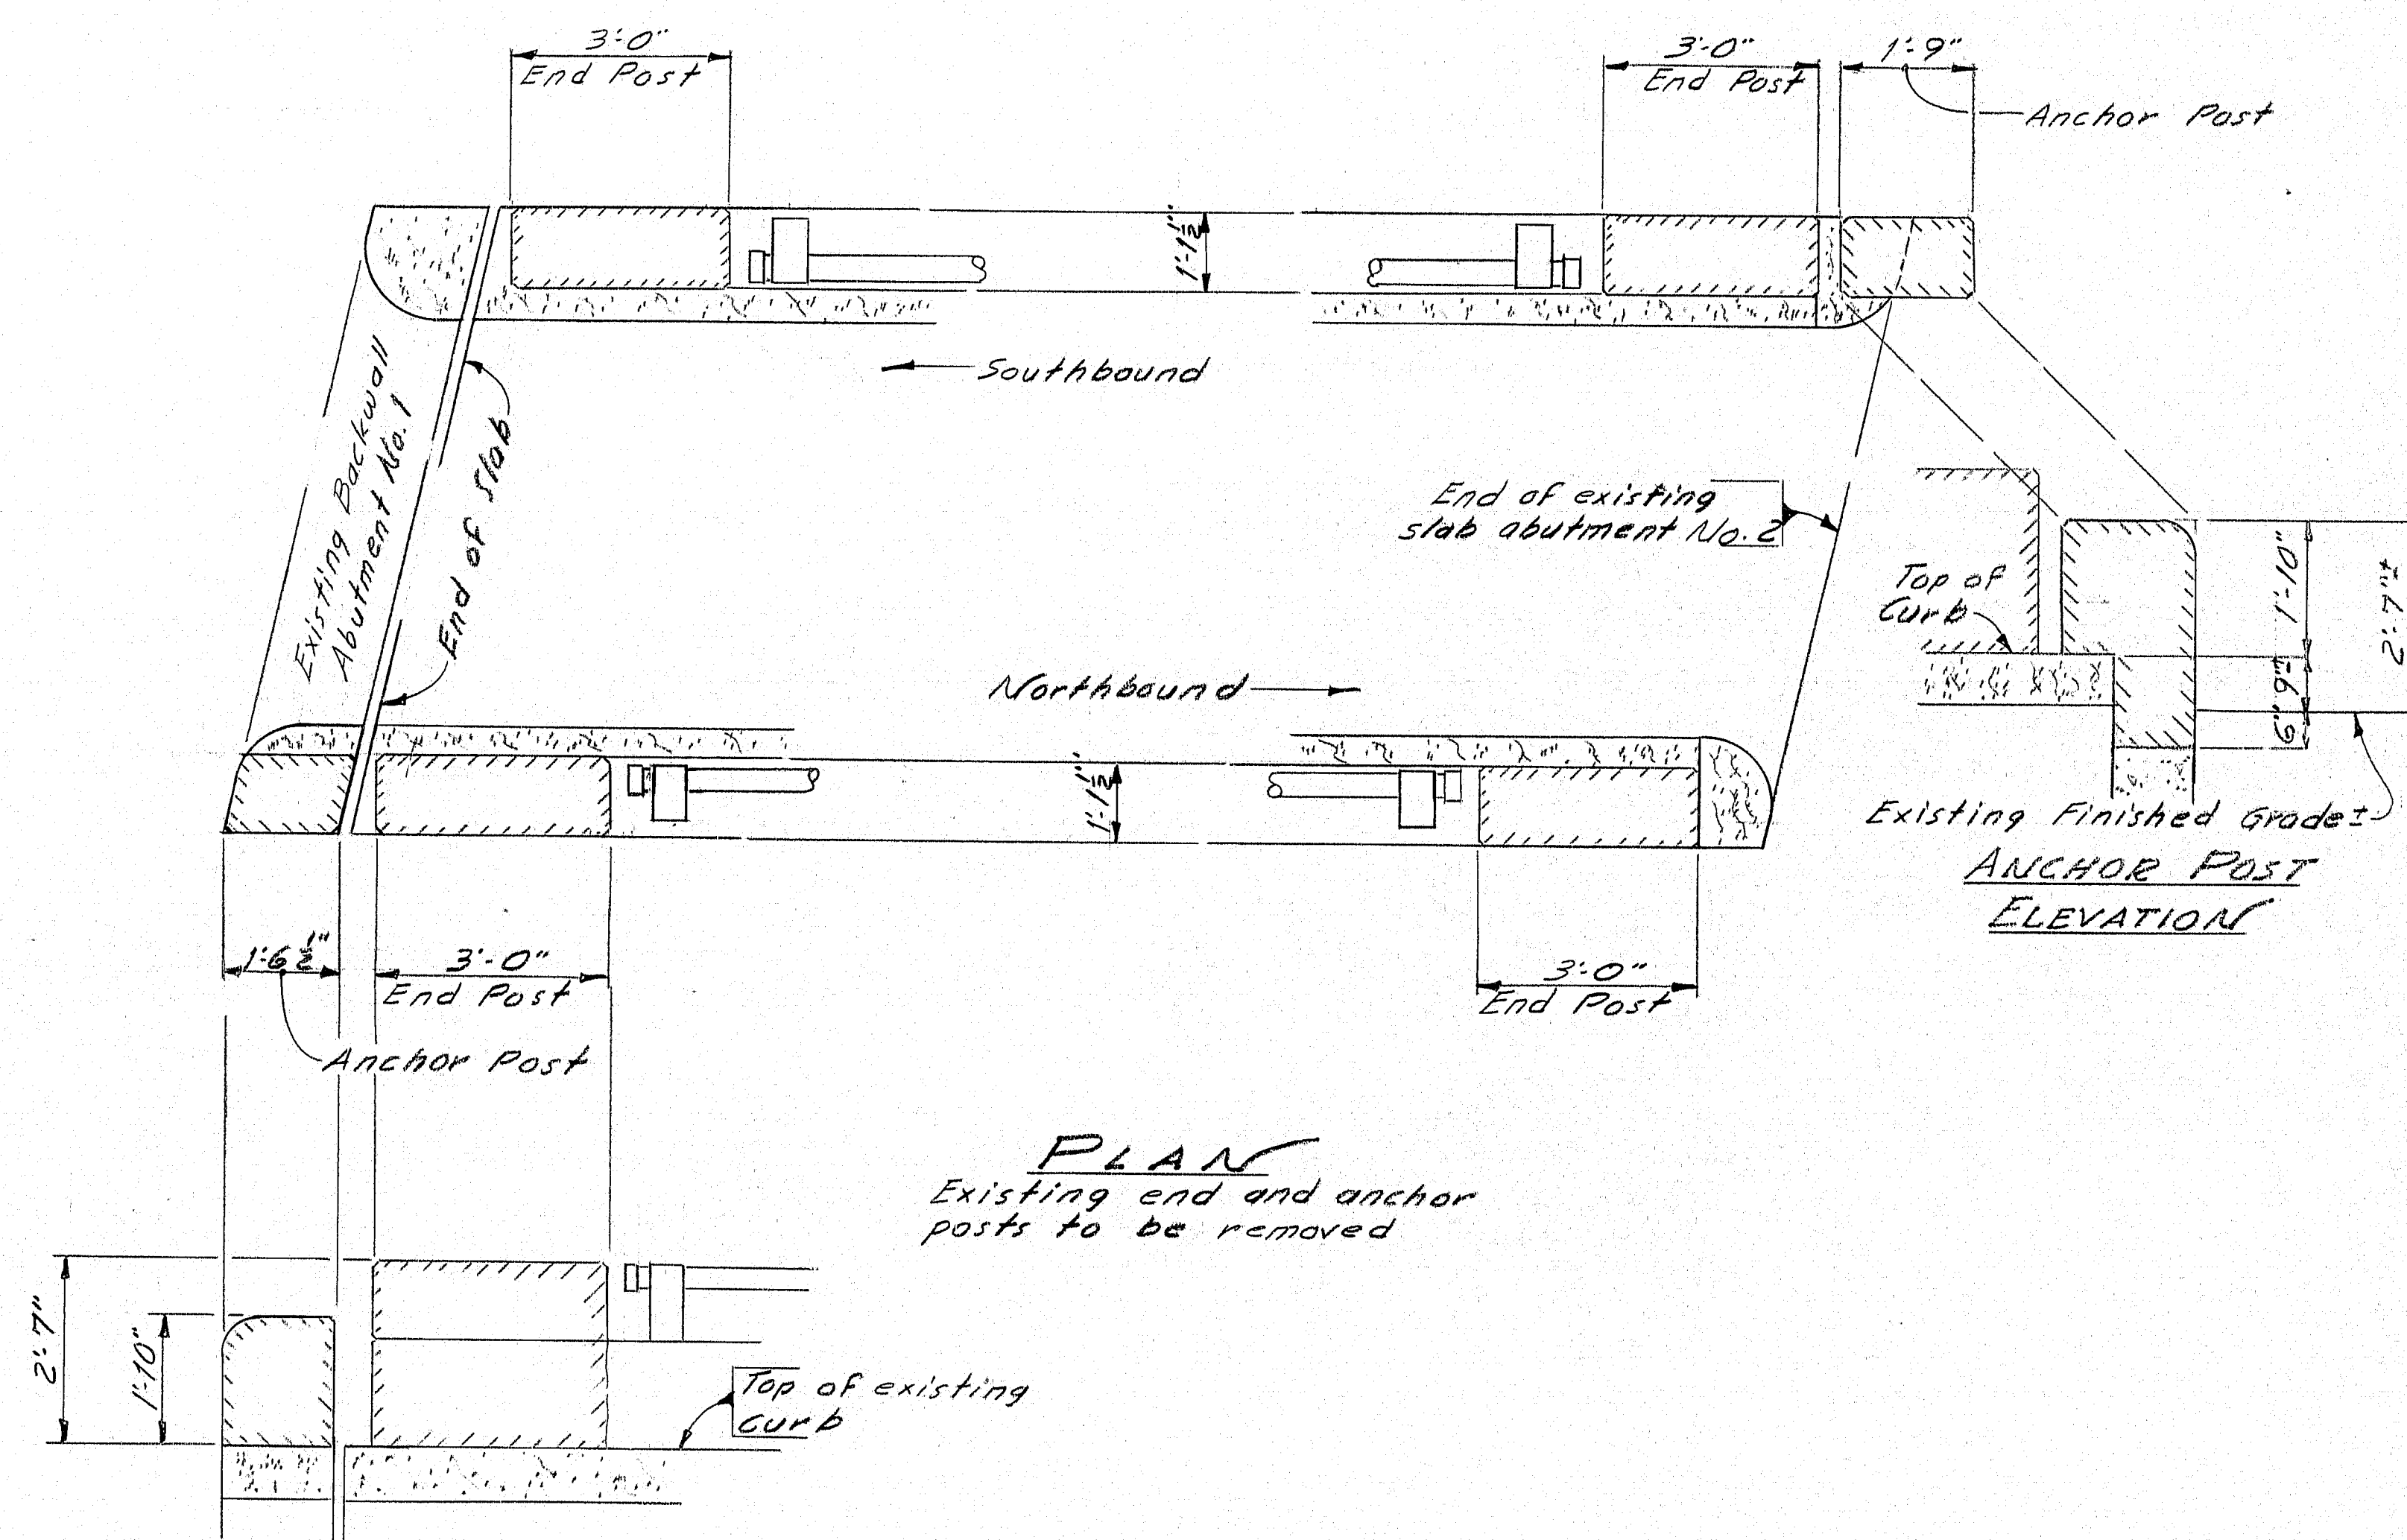 3'-0"
End Post
3'-0"
End Post
1'-9"
Anchor Post
1'-1½"
Existing Backwall
Abutment No. 1
End of slab
Southbound
End of existing
slab abutment No. 2
Northbound
1'-1½"
Top of
Curb
1'-10"
6"±
6"
2'-7"±
Existing Finished Grade±
ANCHOR POST
ELEVATION
1'-6½"
Anchor Post
3'-0"
End Post
3'-0"
End Post
PLAN
Existing end and anchor
posts to be removed
2'-7"
1'-10"
Top of existing
curb